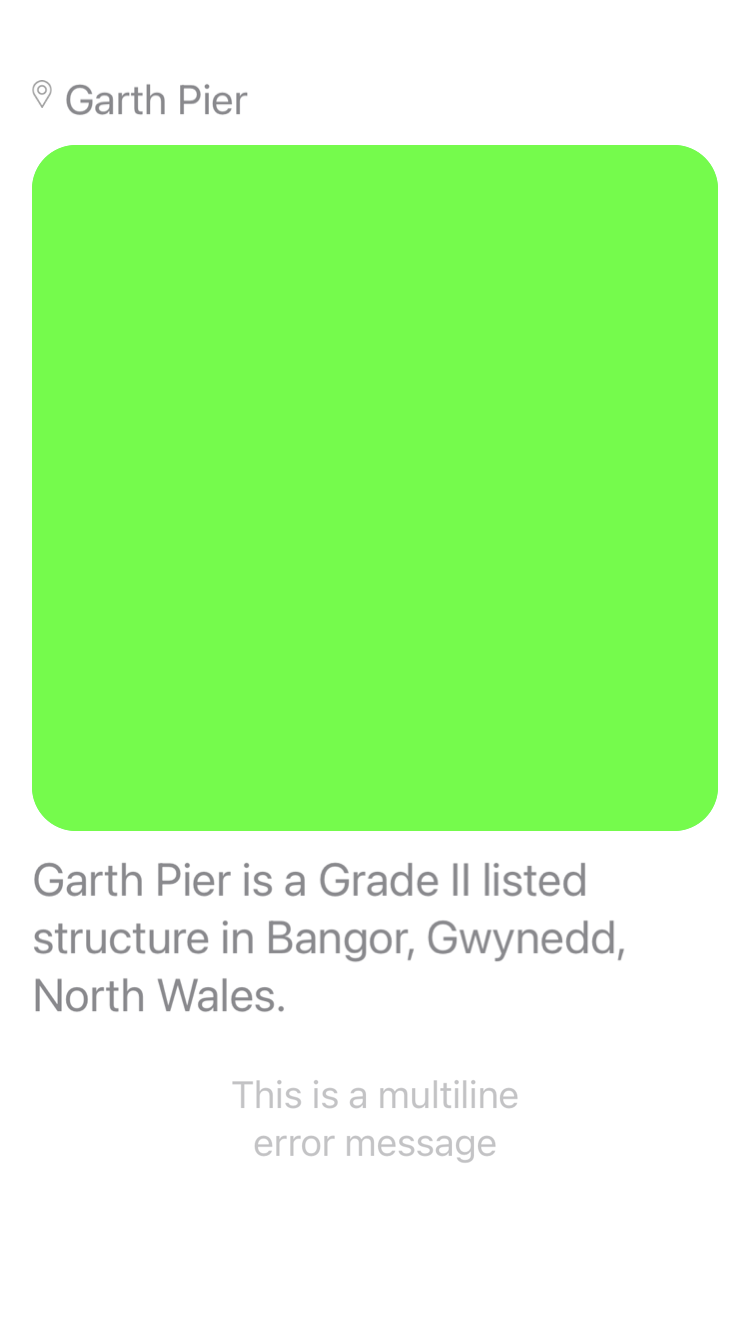 Garth Pier
Garth Pier is a Grade II listed
structure in Bangor, Gwynedd,
North Wales.
This is a multiline
error message